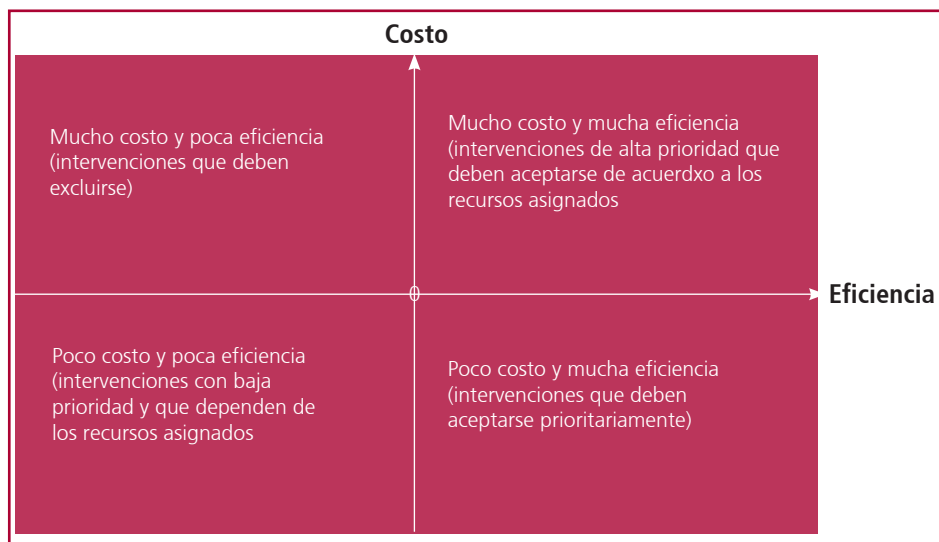 Costo
Mucho costo y poca eficiencia
(intervenciones que deben
excluirse)
Mucho costo y mucha eficiencia
(intervenciones de alta prioridad que
deben aceptarse de acuerdxo a los
recursos asignados
0
Eficiencia
Poco costo y poca eficiencia
(intervenciones con baja
prioridad y que dependen de
los recursos asignados
Poco costo y mucha eficiencia
(intervenciones que deben
aceptarse prioritariamente)